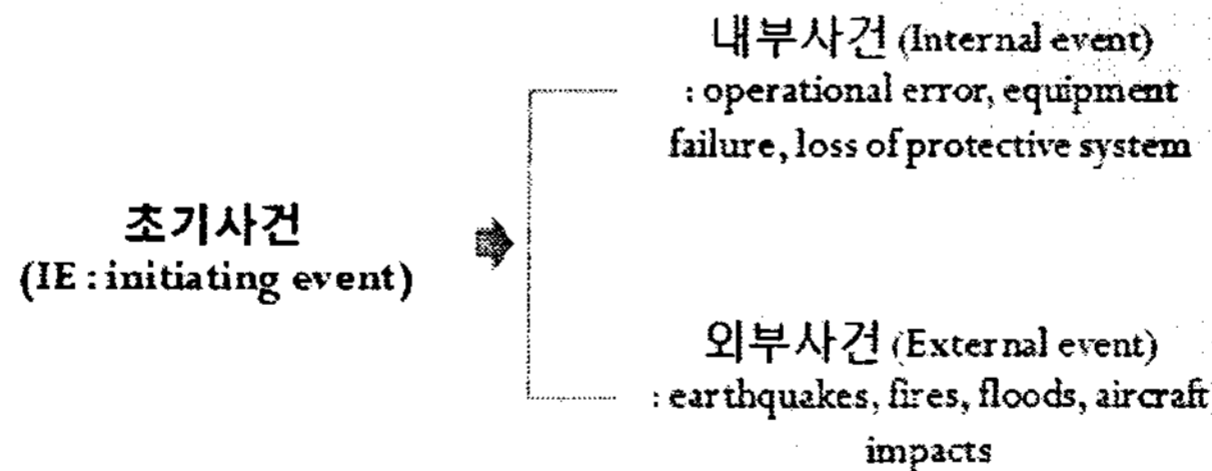 내부사건 (Internal event)
: operational error, equipment
failure, loss of protective system
초기사건
(IE : initiating event)
외부사건 (External event)
: earthquakes, fires, floods, aircraft
impacts